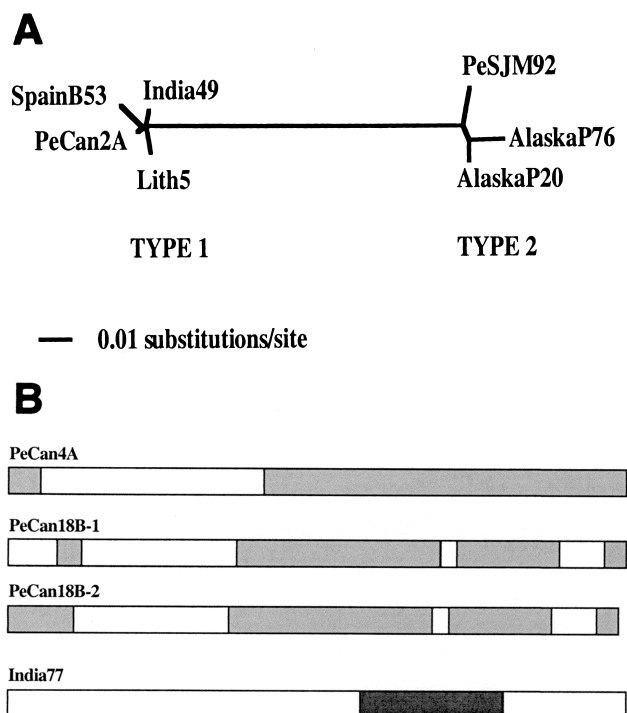 A
PeSJM92
SpainB53
India49
PeCan2A
AlaskaP76
Lith5
AlaskaP20
TYPE 1
TYPE 2
0.01 substitutions/site
B
PeCan4A
PeCan18B-1
PeCan18B-2
India77